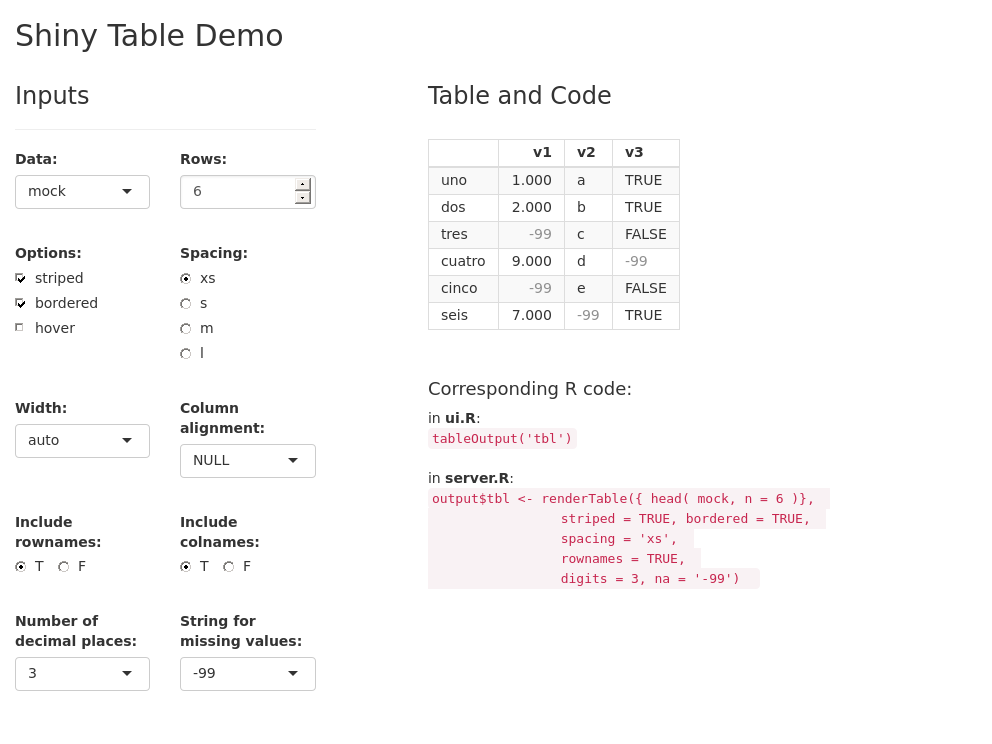 Shiny Table Demo
Inputs
Data: Rows:
mock 6
Options: Spacing:
striped xs
bordered s
hover m
l
Width: Column
alignment:
auto NULL
Include Include
rownames: colnames:
T F T F
Number of String for
decimal places: missing values:
3 -99
Table and Code
v1 v2 v3
uno 1.000 a TRUE
dos 2.000 b TRUE
tres -99 c FALSE
cuatro 9.000 d -99
cinco -99 e FALSE
seis 7.000 -99 TRUE
Corresponding R code:
in ui.R:
tableOutput('tbl')
in server.R:
output$tbl <- renderTable({ head( mock, n = 6 )},
striped = TRUE, bordered = TRUE,
spacing = 'xs',
rownames = TRUE,
digits = 3, na = '-99')